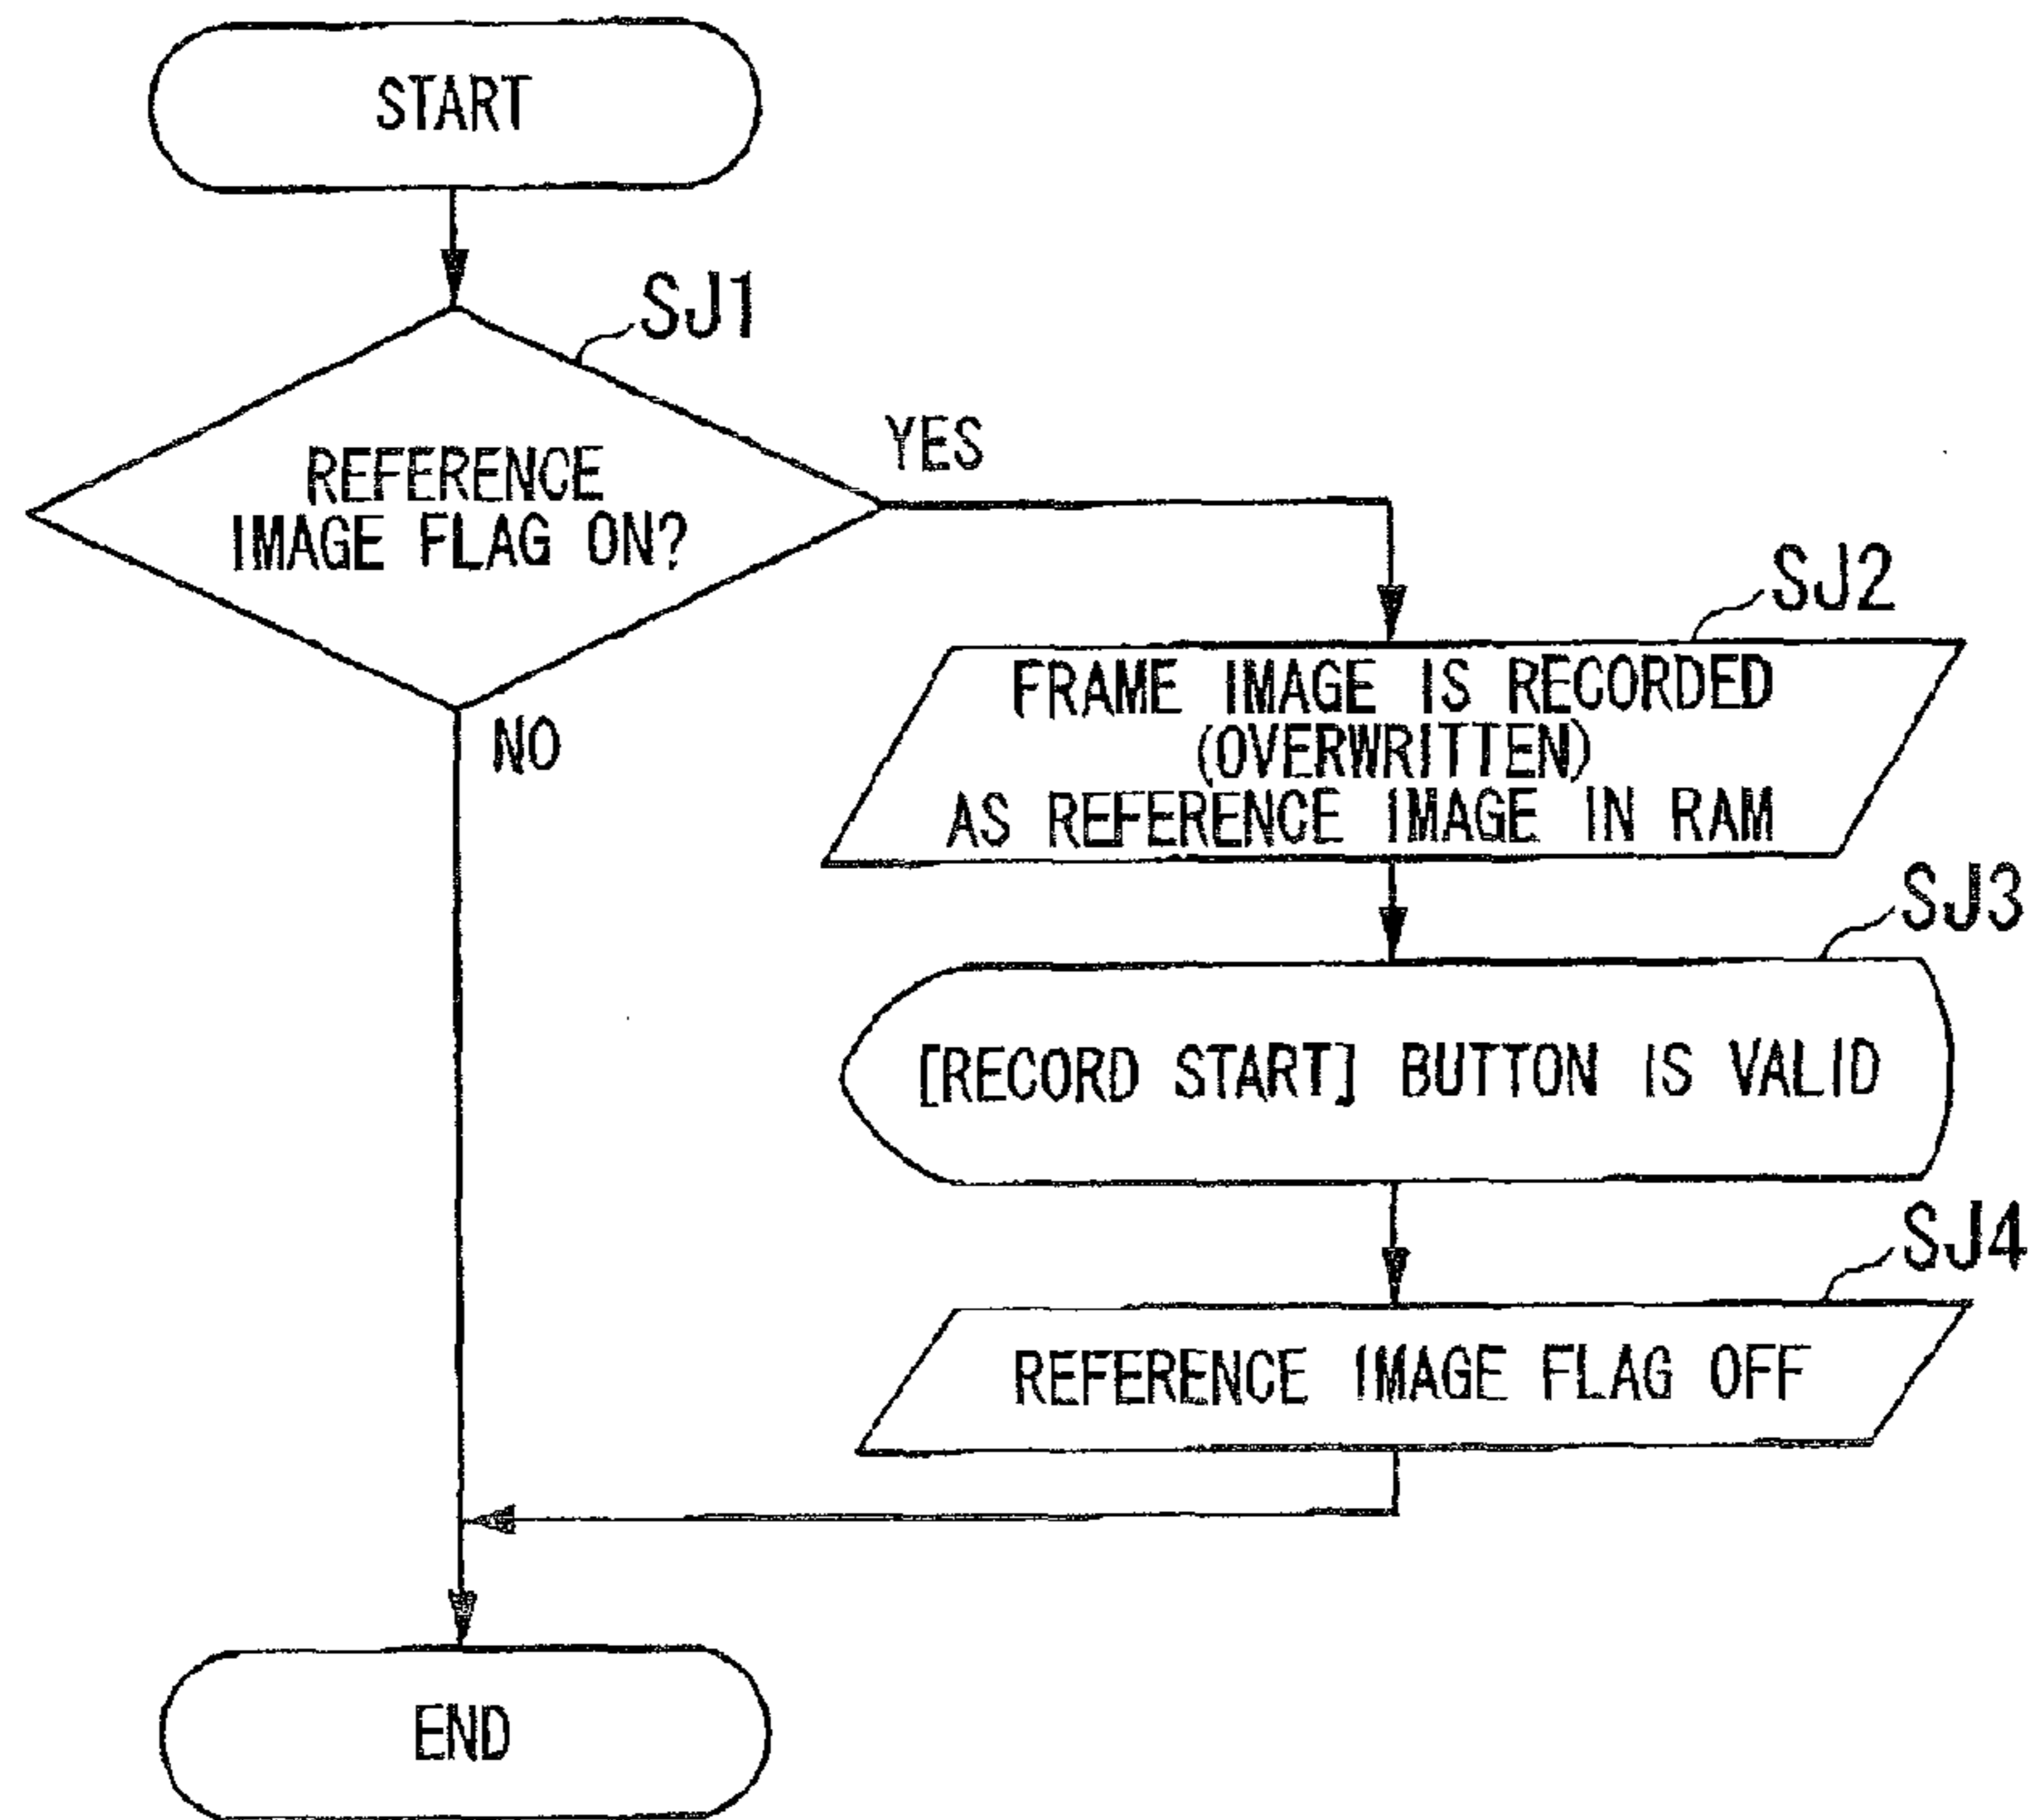 START
SJ1
REFERENCE
IMAGE FLAG ON?
YES
NO
SJ2
FRAME IMAGE IS RECORDED
(OVERWRITTEN)
AS REFERENCE IMAGE IN RAM
SJ3
[RECORD START] BUTTON IS VALID
SJ4
REFERENCE IMAGE FLAG OFF
END